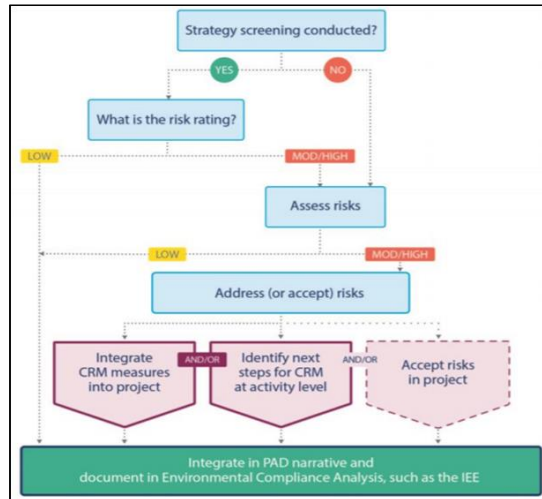 Strategy screening conducted?
YES
NO
What is the risk rating?
LOW
MOD/HIGH
Assess risks
LOW
MOD/HIGH
Address (or accept) risks
Integrate
CRM measures
into project
AND/OR
Identify next
steps for CRM
at activity level
AND/OR
Accept risks
in project
Integrate in PAD narrative and
document in Environmental Compliance Analysis, such as the IEE